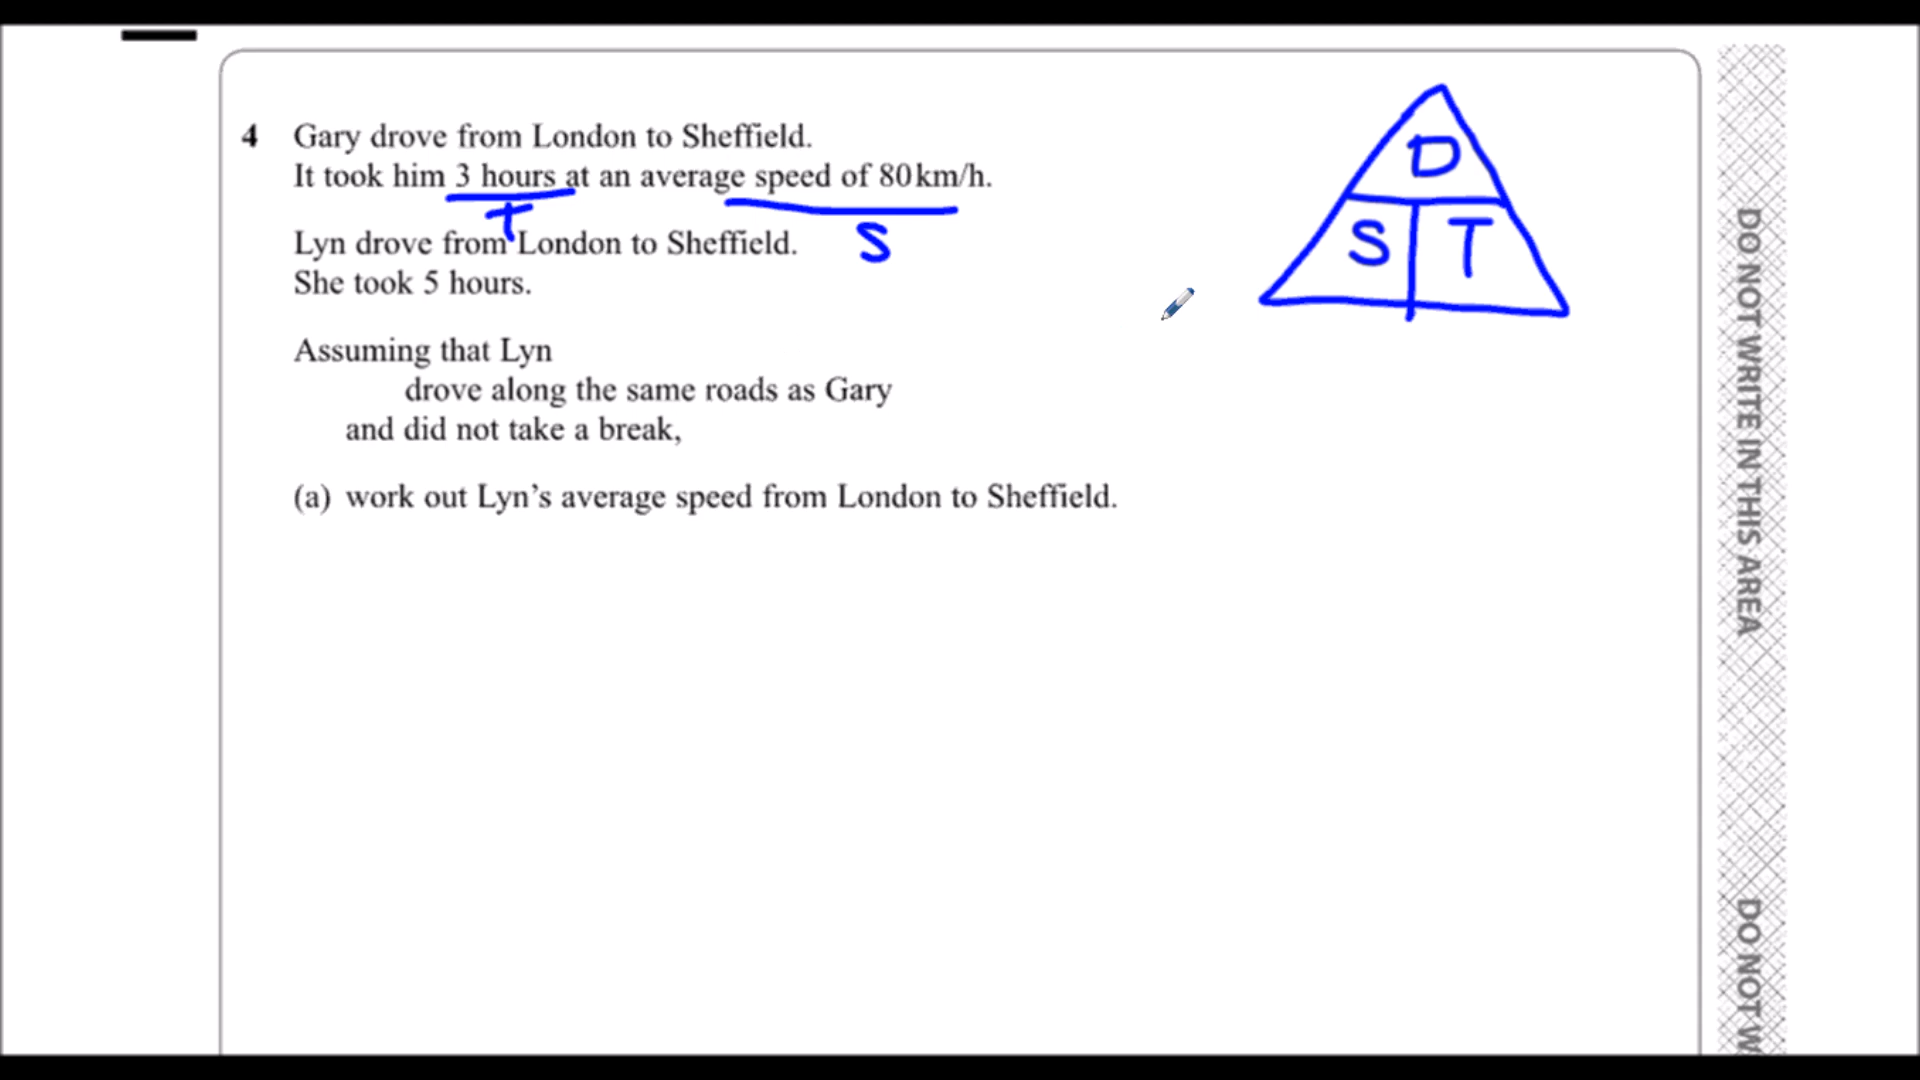 4 Gary drove from London to Sheffield.
It took him 3 hours at an average speed of 80 km/h.
T
S
Lyn drove from London to Sheffield.
She took 5 hours.
Assuming that Lyn
drove along the same roads as Gary
and did not take a break,
(a) work out Lyn's average speed from London to Sheffield.
D
S T
DO NOT WRITE IN THIS AREA
DO NOT W